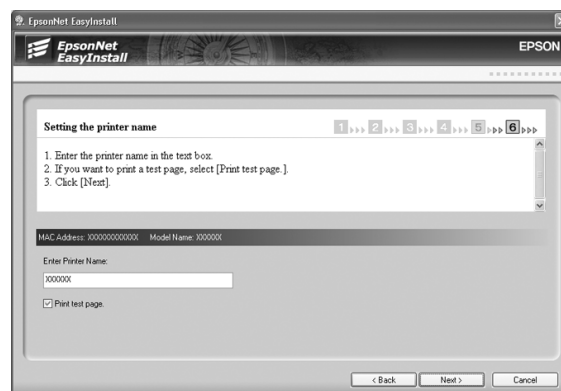 EpsonNet EasyInstall
EpsonNet
EasyInstall
EPSON
Setting the printer name
1 2 3 4 5 6
1. Enter the printer name in the text box.
2. If you want to print a test page, select [Print test page.].
3. Click [Next].
MAC Address: XXXXXXXXXXXX Model Name: XXXXXX
Enter Printer Name:
XXXXXX
Print test page.
< Back Next > Cancel